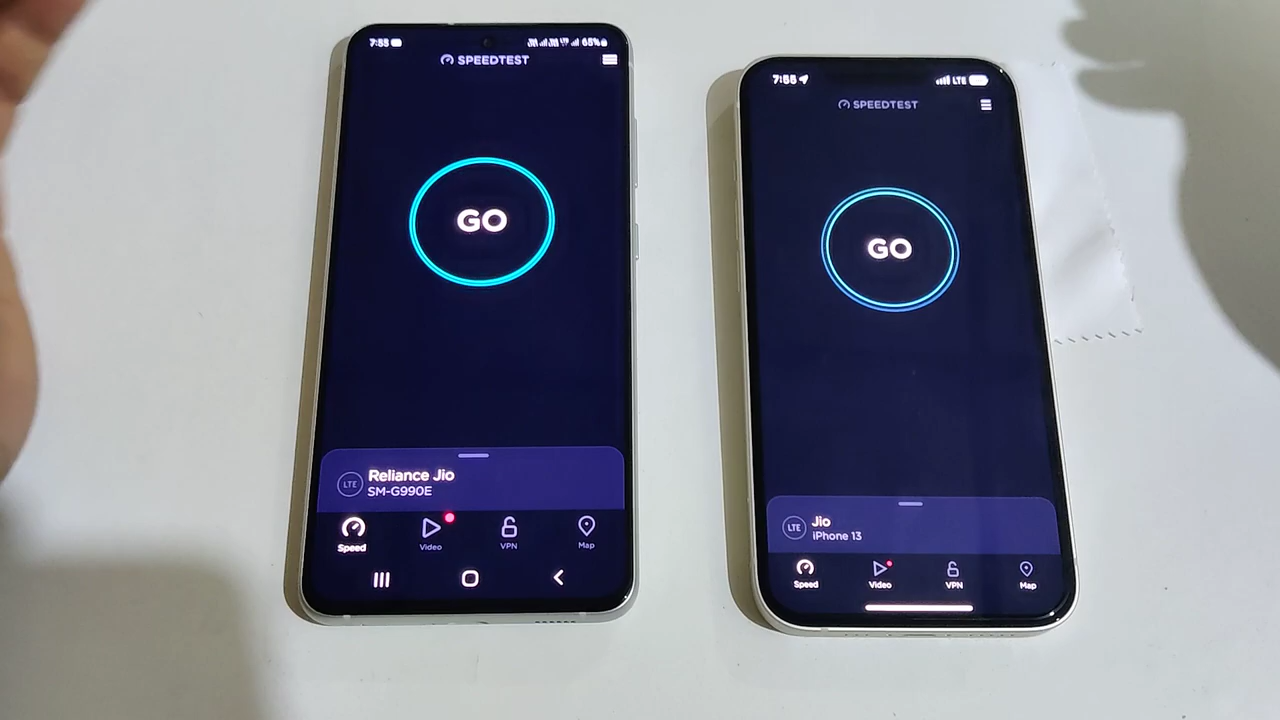 7:55
65%
SPEEDTEST
GO
LTE
Reliance Jio
SM-G990E
Speed
Video
VPN
Map
7:55
LTE
SPEEDTEST
GO
LTE
Jio
iPhone 13
Speed
Video
VPN
Map